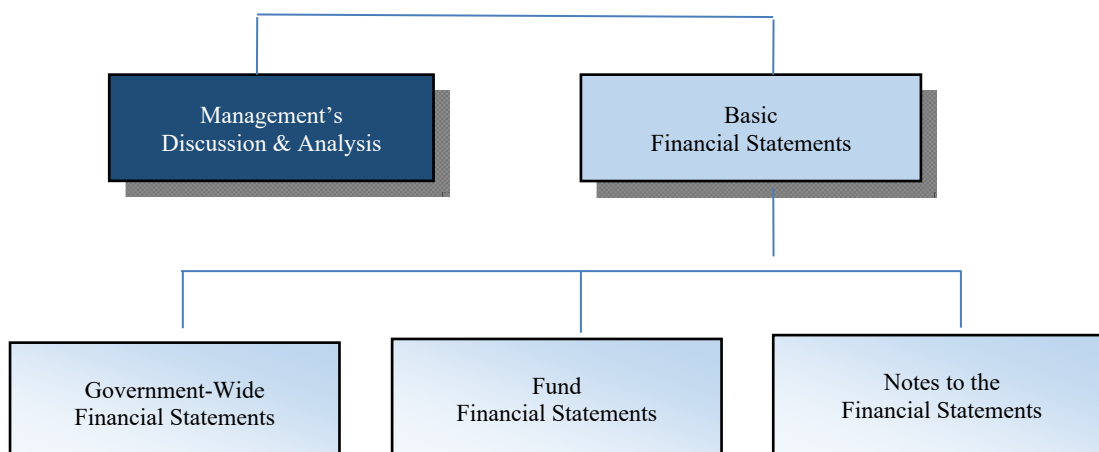 Management’s
Discussion & Analysis
Basic
Financial Statements
Government-Wide
Financial Statements
Fund
Financial Statements
Notes to the
Financial Statements